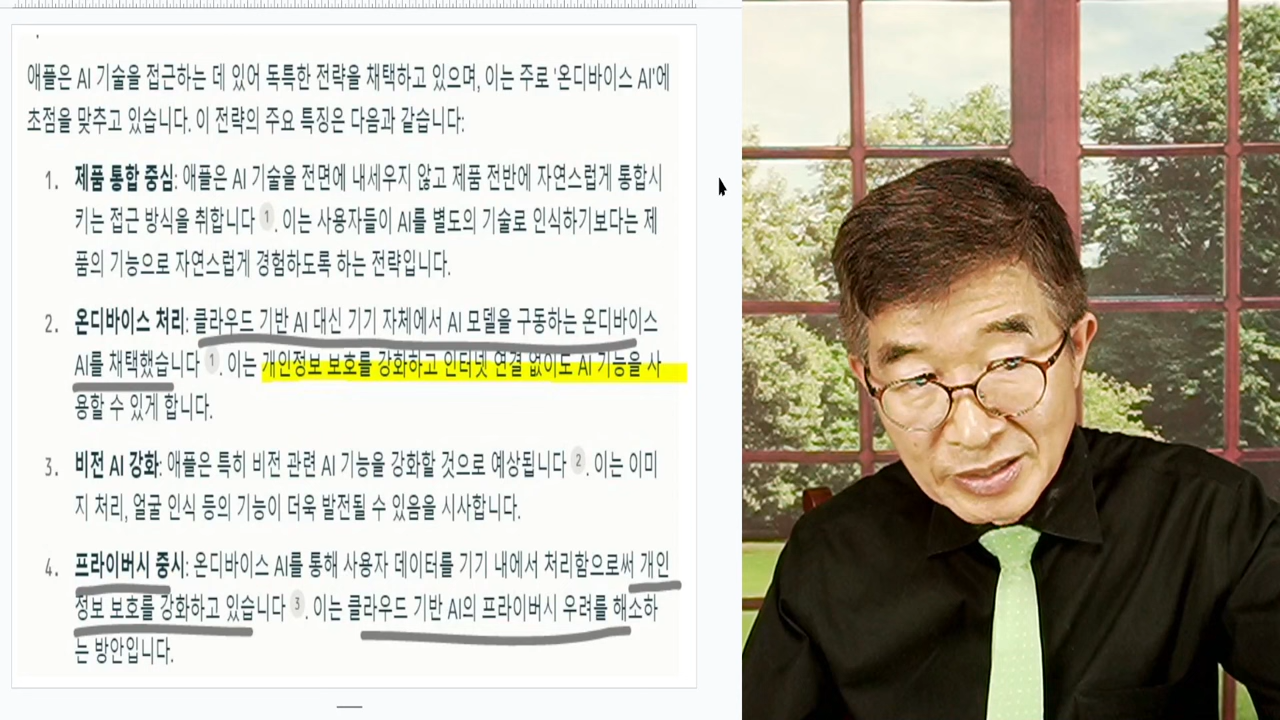 애플은 AI 기술을 접근하는 데 있어 독특한 전략을 채택하고 있으며, 이는 주로 '온디바이스 AI'에
초점을 맞추고 있습니다. 이 전략의 주요 특징은 다음과 같습니다:
1. 제품 통합 중심: 애플은 AI 기술을 전면에 내세우지 않고 제품 전반에 자연스럽게 통합시
키는 접근 방식을 취합니다 1. 이는 사용자들이 AI를 별도의 기술로 인식하기보다는 제
품의 기능으로 자연스럽게 경험하도록 하는 전략입니다.
2. 온디바이스 처리: 클라우드 기반 AI 대신 기기 자체에서 AI 모델을 구동하는 온디바이스
AI를 채택했습니다 1. 이는 개인정보 보호를 강화하고 인터넷 연결 없이도 AI 기능을 사
용할 수 있게 합니다.
3. 비전 AI 강화: 애플은 특히 비전 관련 AI 기능을 강화할 것으로 예상됩니다 2. 이는 이미
지 처리, 얼굴 인식 등의 기능이 더욱 발전될 수 있음을 시사합니다.
4. 프라이버시 중시: 온디바이스 AI를 통해 사용자 데이터를 기기 내에서 처리함으로써 개인
정보 보호를 강화하고 있습니다 3. 이는 클라우드 기반 AI의 프라이버시 우려를 해소하
는 방안입니다.